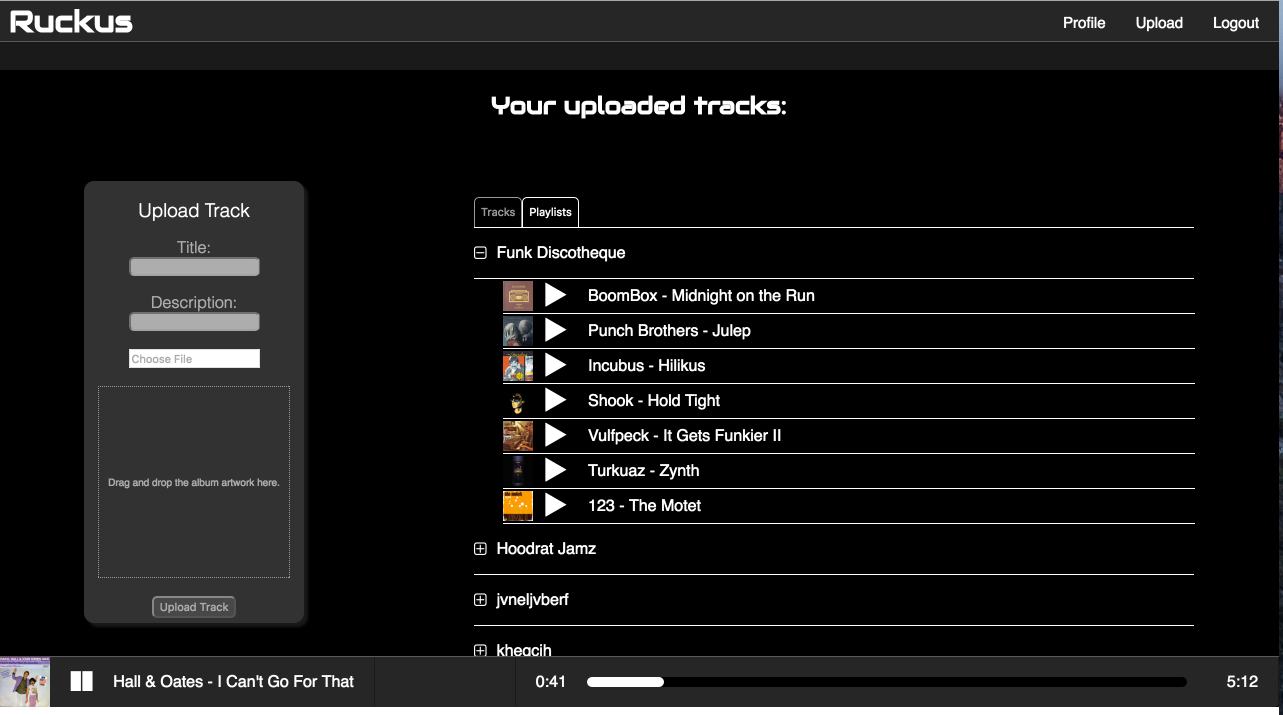 Ruckus
Profile Upload Logout
Your uploaded tracks:
Upload Track
Title:
Description:
Choose File
Drag and drop the album artwork here.
Upload Track
Tracks Playlists
Funk Discotheque
BoomBox - Midnight on the Run
Punch Brothers - Julep
Incubus - Hilikus
Shook - Hold Tight
Vulfpeck - It Gets Funkier II
Turkuaz - Zynth
123 - The Motet
Hoodrat Jamz
jvneljvberf
Hall & Oates - I Can't Go For That
0:41
5:12